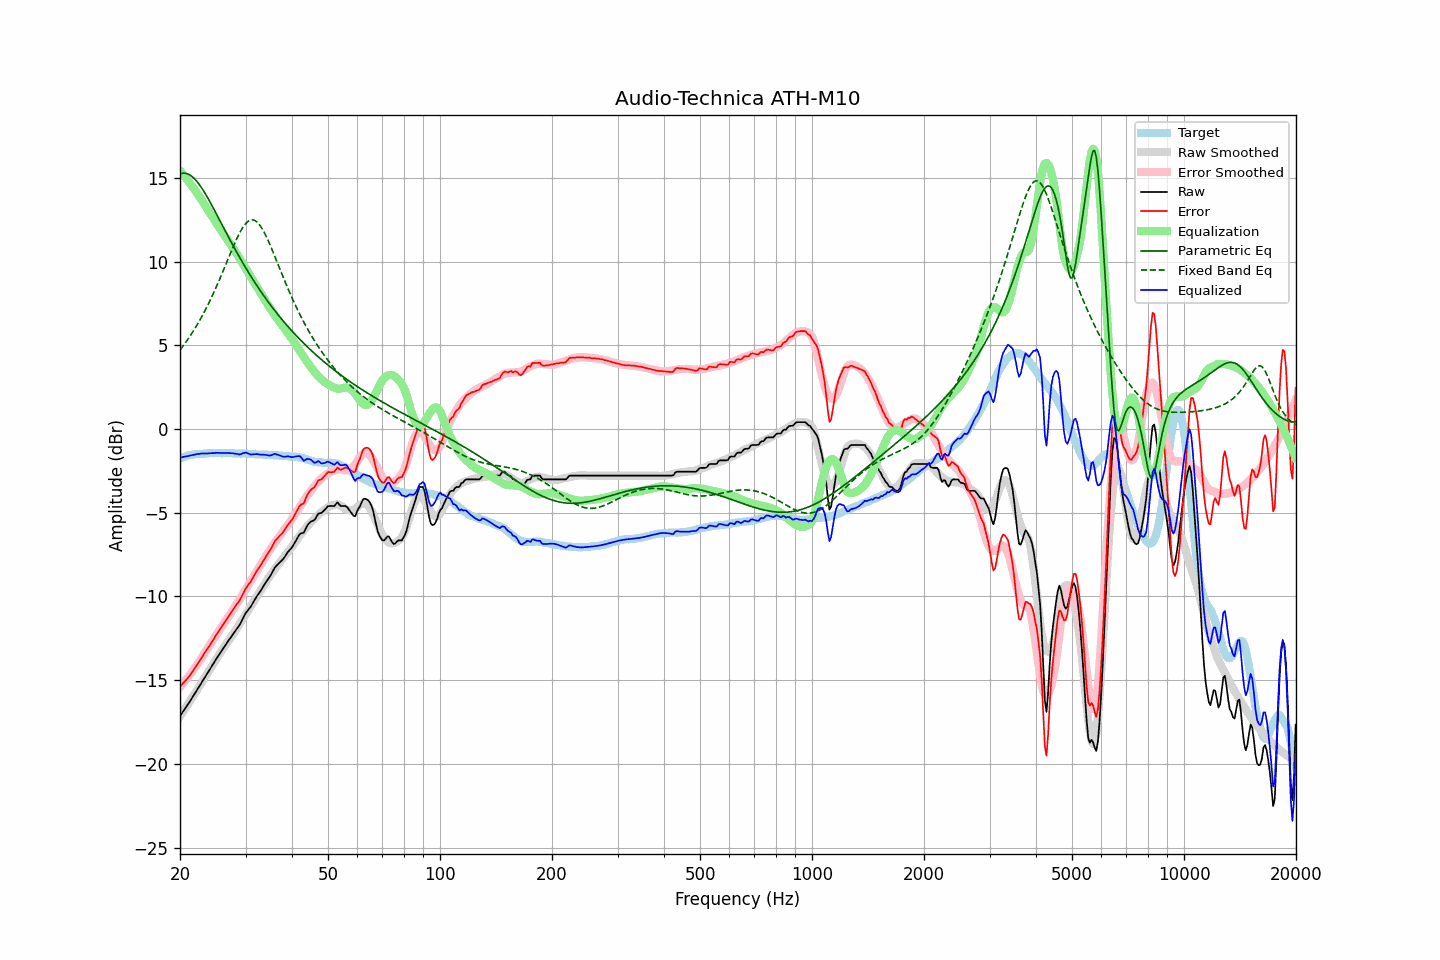 Audio-Technica ATH-M10
Amplitude (dBr)
15
10
5
0
−5
−10
−15
−20
−25
Target
Raw Smoothed
Error Smoothed
Raw
Error
Equalization
Parametric Eq
Fixed Band Eq
Equalized
20 50 100 200 500 1000 2000 5000 10000 20000
Frequency (Hz)